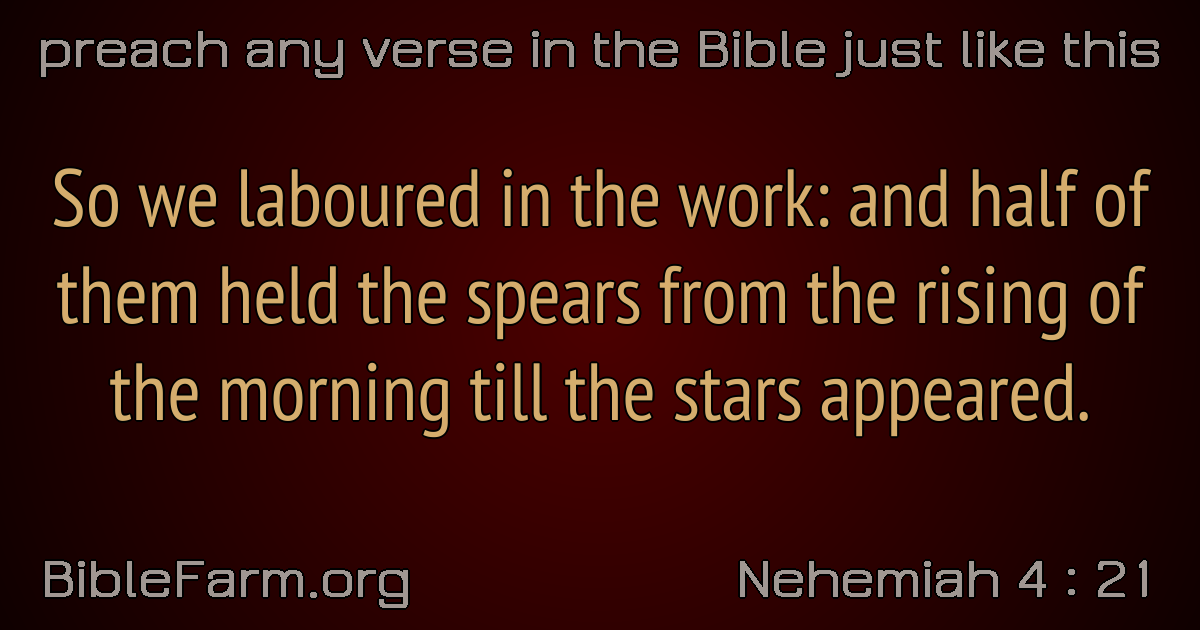 preach any verse in the Bible just like this
So we laboured in the work: and half of
them held the spears from the rising of
the morning till the stars appeared.
BibleFarm.org
Nehemiah 4 : 21